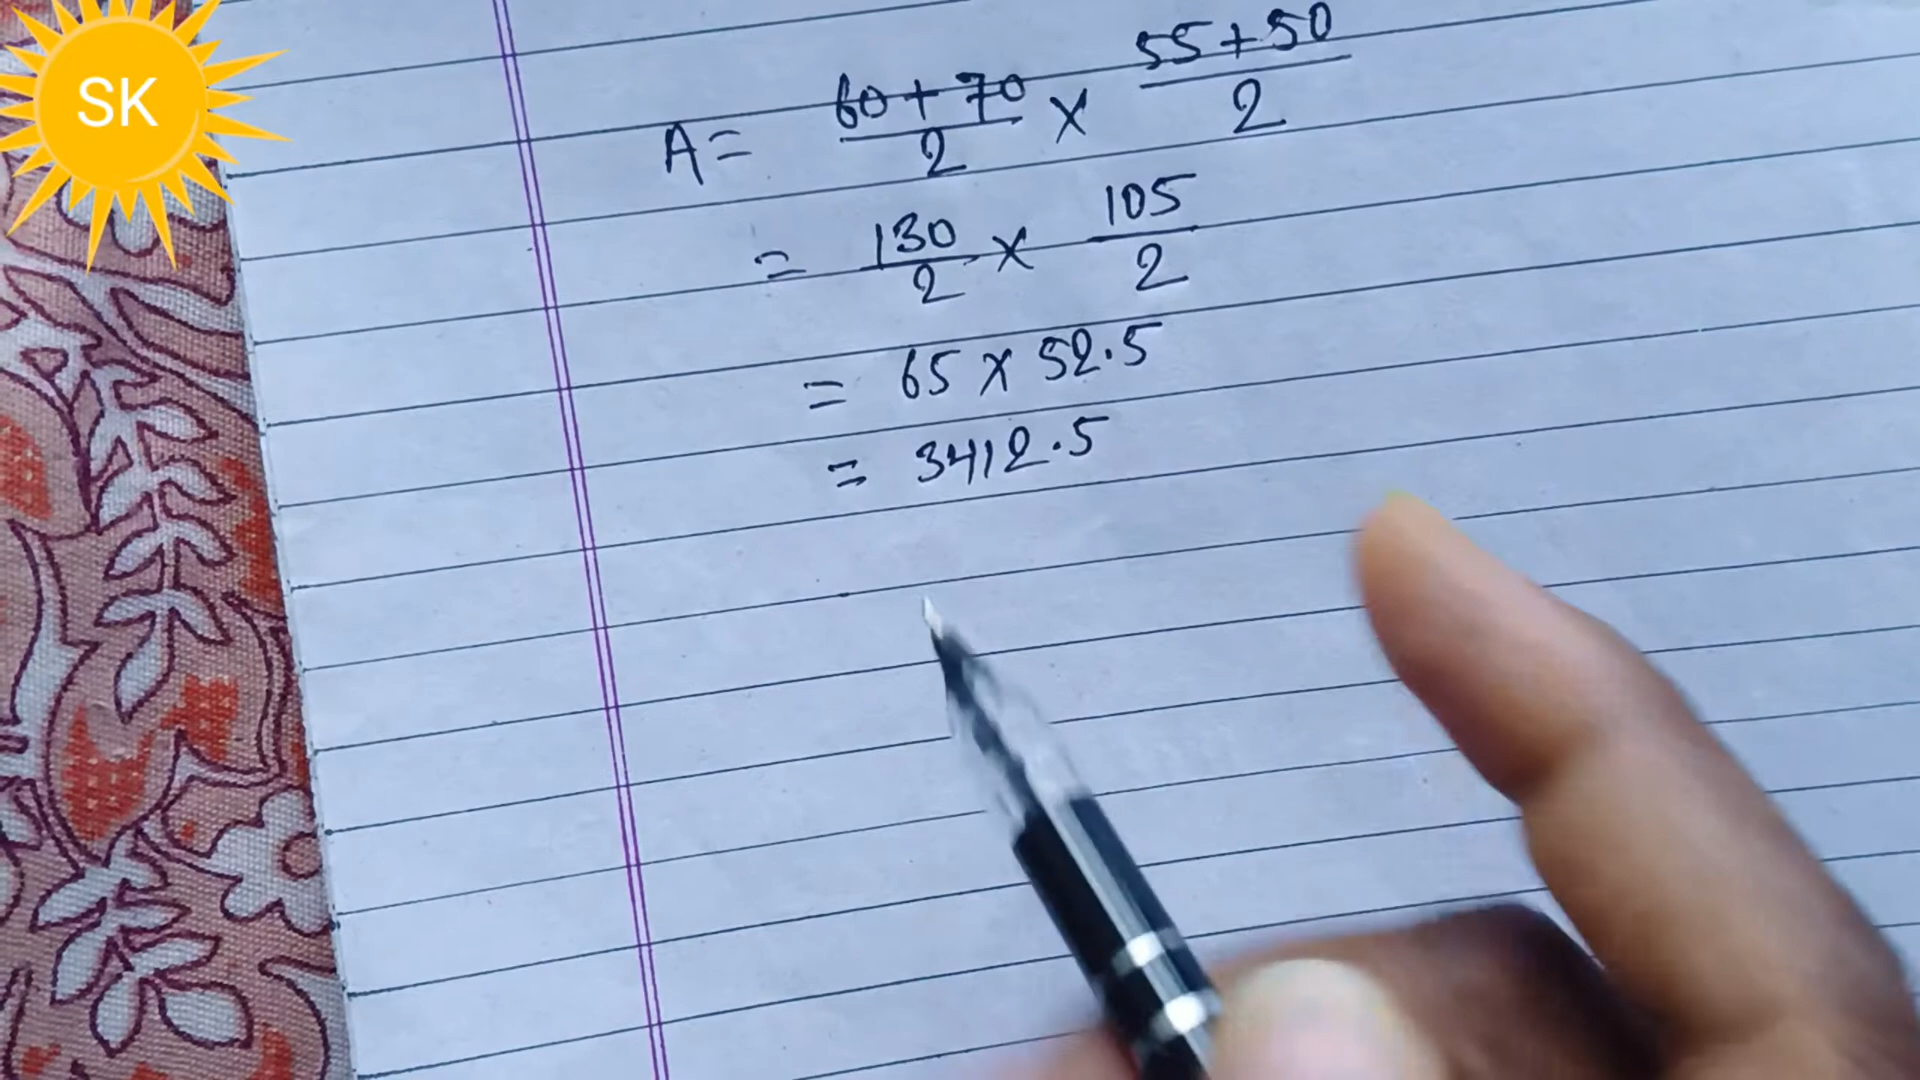 SK
A = 60+70/2 × 55+50/2
= 130/2 × 105/2
= 65 × 52.5
= 3412.5